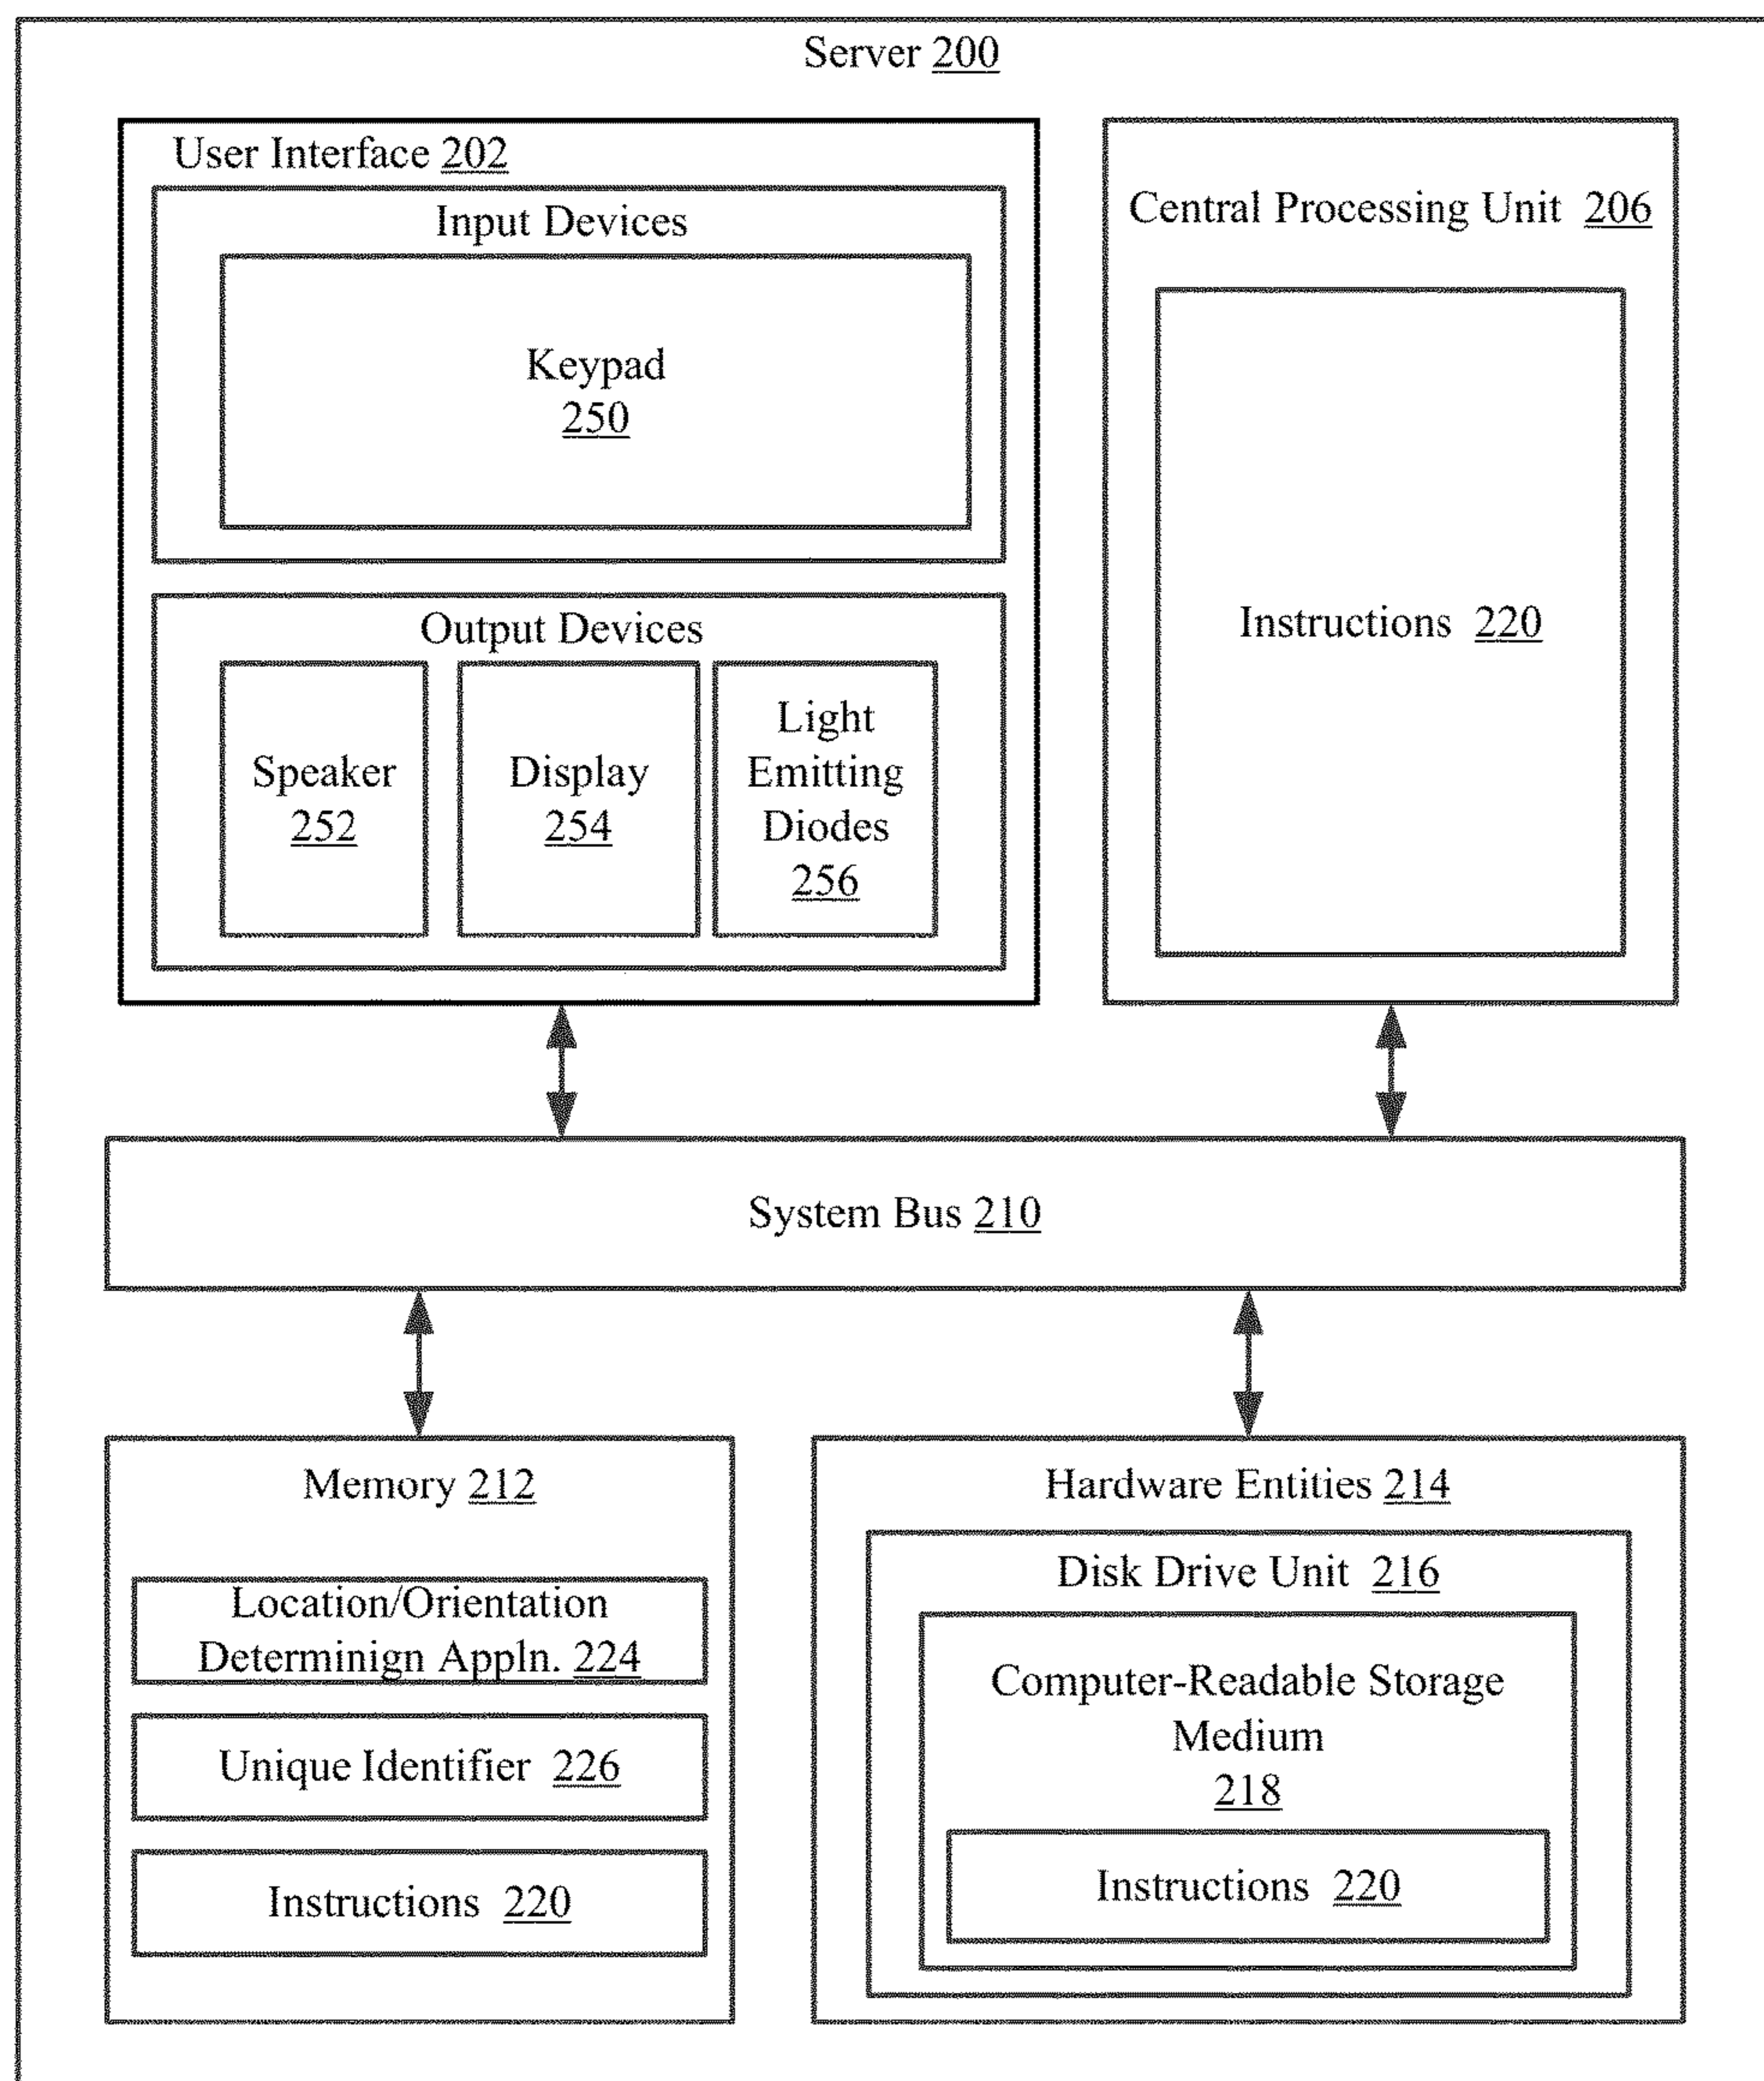 Server 200
User Interface 202
Input Devices
Keypad
250
Output Devices
Speaker
252
Display
254
Light
Emitting
Diodes
256
Central Processing Unit 206
Instructions 220
System Bus 210
Memory 212
Location/Orientation
Determinign Appln. 224
Unique Identifier 226
Instructions 220
Hardware Entities 214
Disk Drive Unit 216
Computer-Readable Storage
Medium
218
Instructions 220